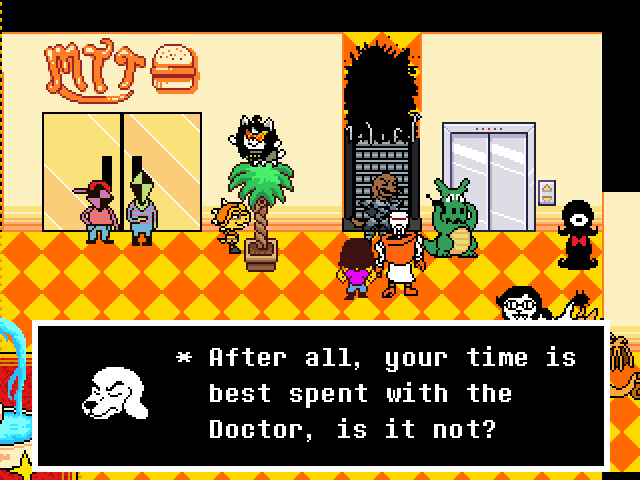 MTT
* After all, your time is
best spent with the
Doctor, is it not?